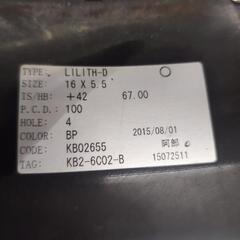 TYPE: LILITH-D
SIZE: 16 X 5.5
IS/HB: +42 67.00
P.C.D.: 100
HOLE: 4
COLOR: BP 2015/08/01
CODE: KB02655 阿部
TAG: KB2-6C02-B 15072511